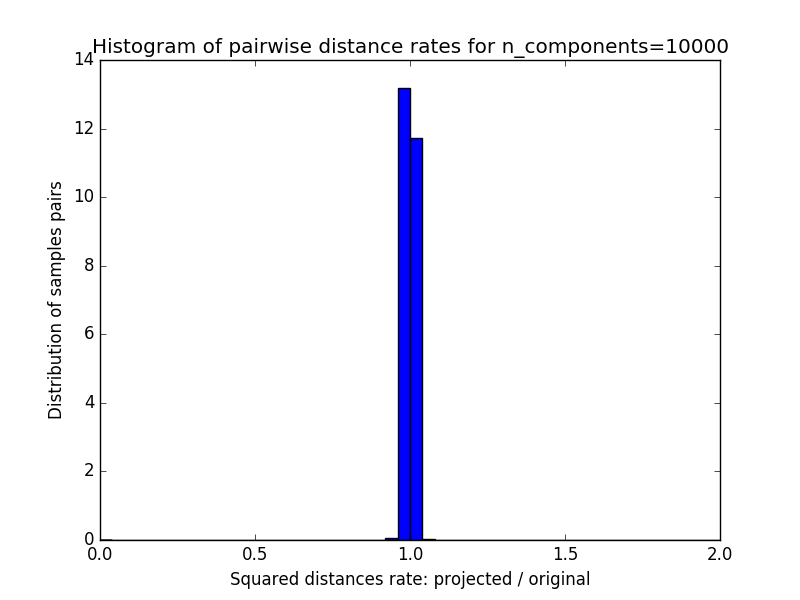 Histogram of pairwise distance rates for n_components=10000
14
12
10
8
6
4
2
0
Distribution of samples pairs
0.0 0.5 1.0 1.5 2.0
Squared distances rate: projected / original